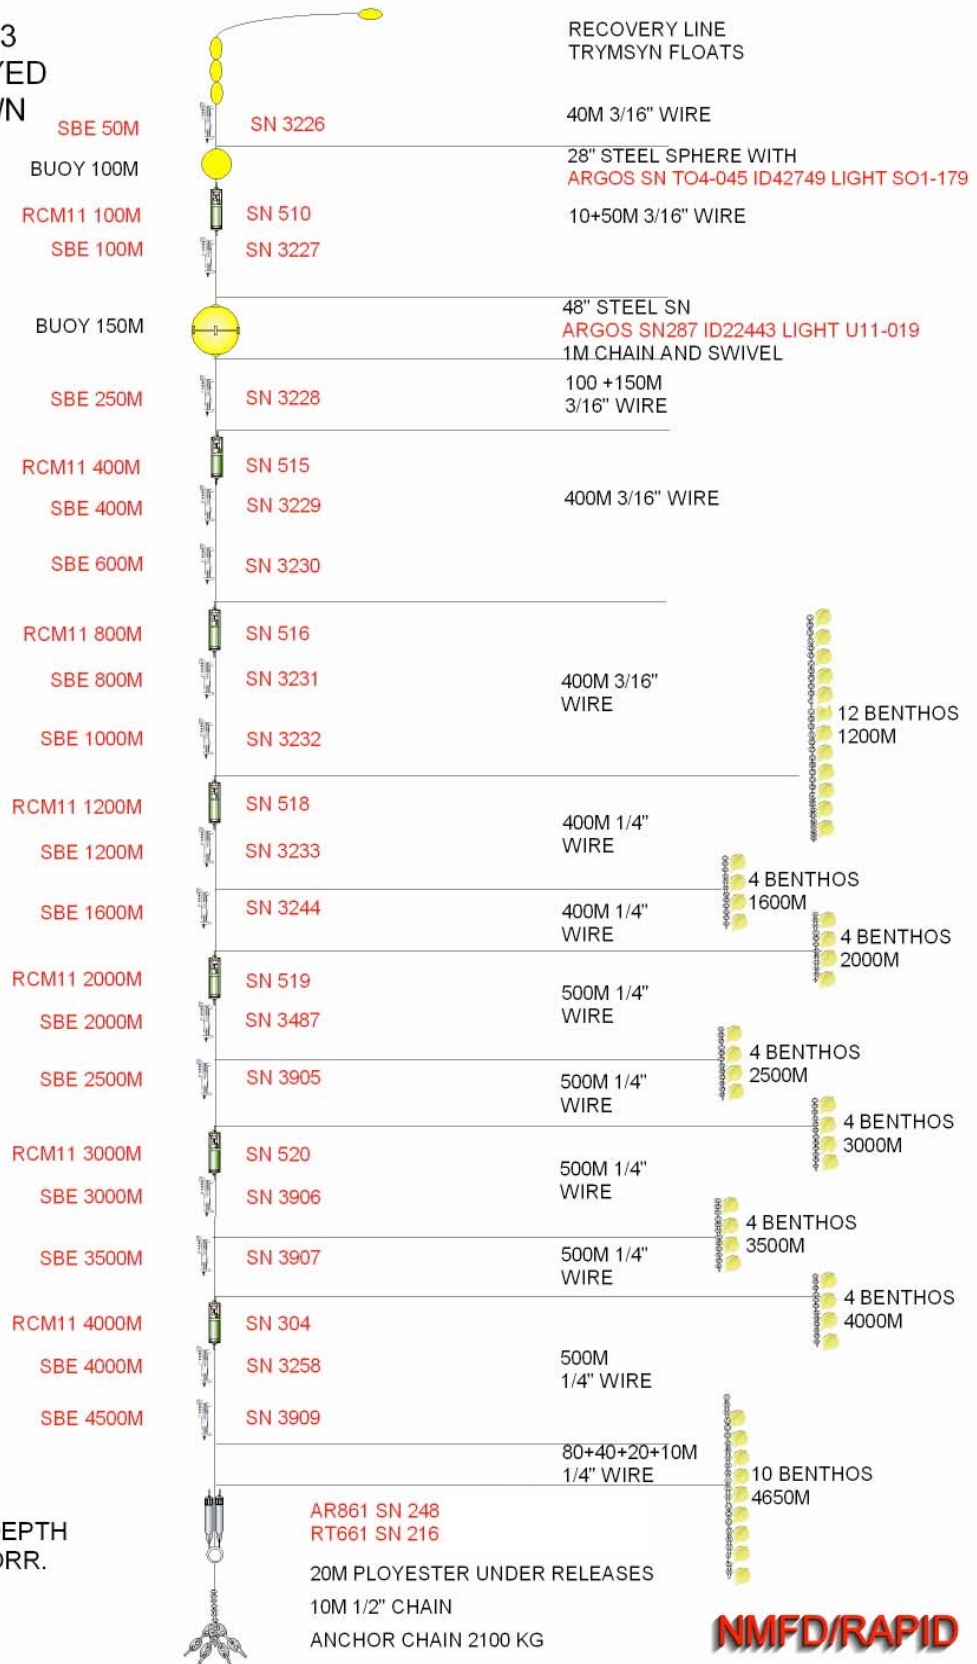 3
YED
WN
RECOVERY LINE
TRYMSYN FLOATS
SBE 50M
SN 3226
40M 3/16" WIRE
BUOY 100M
28" STEEL SPHERE WITH
ARGOS SN TO4-045 ID42749 LIGHT SO1-179
RCM11 100M
SN 510
10+50M 3/16" WIRE
SBE 100M
SN 3227
BUOY 150M
48" STEEL SN
ARGOS SN287 ID22443 LIGHT U11-019
1M CHAIN AND SWIVEL
SBE 250M
SN 3228
100 +150M
3/16" WIRE
RCM11 400M
SN 515
SBE 400M
SN 3229
400M 3/16" WIRE
SBE 600M
SN 3230
RCM11 800M
SN 516
SBE 800M
SN 3231
400M 3/16"
WIRE
12 BENTHOS
1200M
SBE 1000M
SN 3232
RCM11 1200M
SN 518
400M 1/4"
WIRE
SBE 1200M
SN 3233
4 BENTHOS
1600M
SBE 1600M
SN 3244
400M 1/4"
WIRE
4 BENTHOS
2000M
RCM11 2000M
SN 519
500M 1/4"
WIRE
SBE 2000M
SN 3487
4 BENTHOS
2500M
SBE 2500M
SN 3905
500M 1/4"
WIRE
4 BENTHOS
3000M
RCM11 3000M
SN 520
500M 1/4"
WIRE
SBE 3000M
SN 3906
4 BENTHOS
3500M
SBE 3500M
SN 3907
500M 1/4"
WIRE
4 BENTHOS
4000M
RCM11 4000M
SN 304
SBE 4000M
SN 3258
500M
1/4" WIRE
SBE 4500M
SN 3909
80+40+20+10M
1/4" WIRE
10 BENTHOS
4650M
AR861 SN 248
RT661 SN 216
EPTH
ORR.
20M PLOYESTER UNDER RELEASES
10M 1/2" CHAIN
ANCHOR CHAIN 2100 KG
NMFD/RAPID